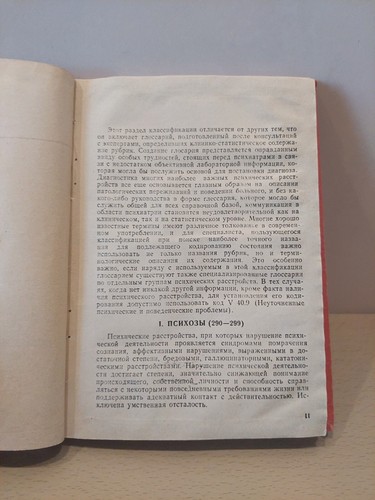 Этот раздел классификации отличается от других тем, что
он включает глоссарий, подготовленный после консультаций
с экспертами, определяющих клинико-статистическое содержа-
ние рубрик. Создание глоссария представляется оправданным
ввиду особых трудностей, стоящих перед психиатрами в свя-
зи с недостатком объективной лабораторной информации, ко-
торая могла бы послужить основой для постановки диагноза.
Диагностика многих наиболее важных психических расст-
ройств все еще основывается главным образом на описании
патологических переживаний и поведения больного, и без ка-
кого-либо руководства в форме глоссария, которое могло бы
служить общей для всех справочной базой, коммуникация в
области психиатрии становится неудовлетворительной как на
клиническом, так и на статистическом уровне. Многие хорошо
известные термины имеют различное толкование в современ-
ном употреблении, и для специалиста, пользующегося
классификацией при поиске наиболее точного назва-
ния для подлежащего кодированию состояния важно
использовать не только названия рубрик, но и терми-
нологические описания их содержания. Это особенно
важно, если наряду с используемым в этой классификации
глоссарием существуют также специализированные глоссарии
по отдельным группам психических расстройств. В тех случа-
ях, когда нет никакой другой информации, кроме факта нали-
чия психического расстройства, для установления его коди-
рования допустимо использовать код V 40.9 (Неуточненные
психические и поведенческие проблемы).
I. ПСИХОЗЫ (290—299)
Психические расстройства, при которых нарушение психи-
ческой деятельности проявляется синдромами помрачения
сознания, аффективными нарушениями, выраженными в до-
статочной степени, бредовыми, галлюцинаторными, кататони-
ческими расстройствами. Нарушение психической деятельности
достигает степени, значительно снижающей понимание
происходящего, собственной личности и способность справ-
ляться с некоторыми повседневными требованиями жизни или
поддерживать адекватный контакт с действительностью. Ис-
ключена умственная отсталость.
11